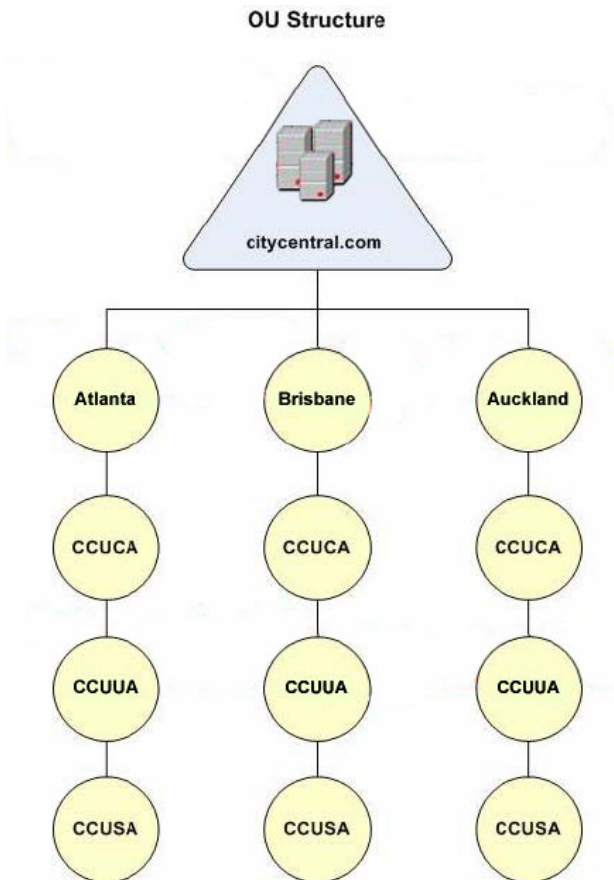 OU Structure
citycentral.com
Atlanta
Brisbane
Auckland
CCUCA
CCUCA
CCUCA
CCUUA
CCUUA
CCUUA
CCUSA
CCUSA
CCUSA